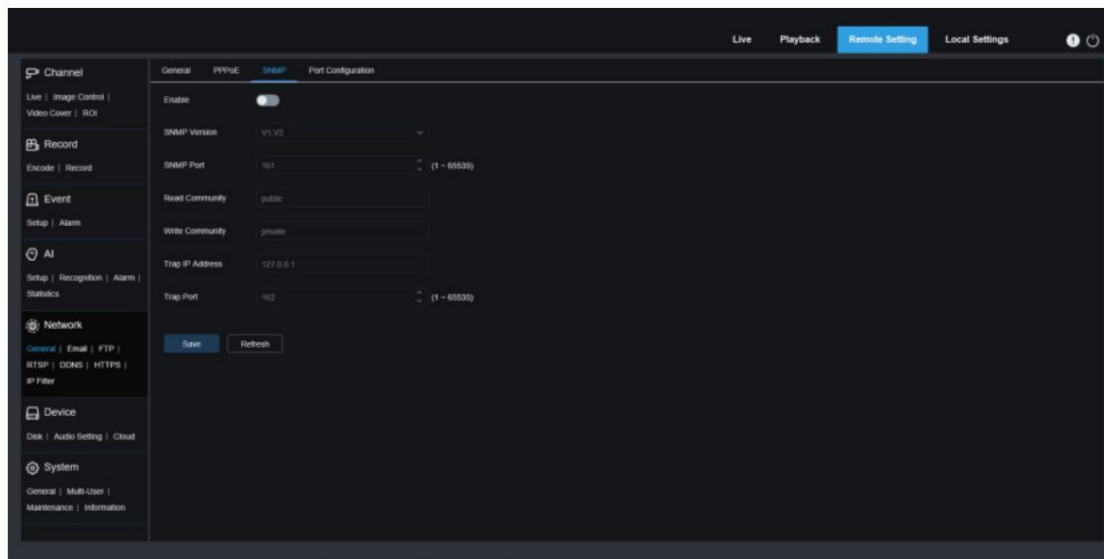 Live Playback Remote Setting Local Settings
Channel
Live | Image Control |
Video Cover | ROI
Record
Encode | Record
Event
Setup | Alarm
AI
Setup | Recognition | Alarm |
Statistics
Network
General | Email | FTP |
RTSP | DDNS | HTTPS |
IP Filter
Device
Disk | Audio Setting | Cloud
System
General | Multi-User |
Maintenance | Information
General PPPoE SNMP Port Configuration
Enable
SNMP Version V1,V2
SNMP Port 161 (1 ~ 65535)
Read Community public
Write Community private
Trap IP Address 127.0.0.1
Trap Port 162 (1 ~ 65535)
Save Refresh